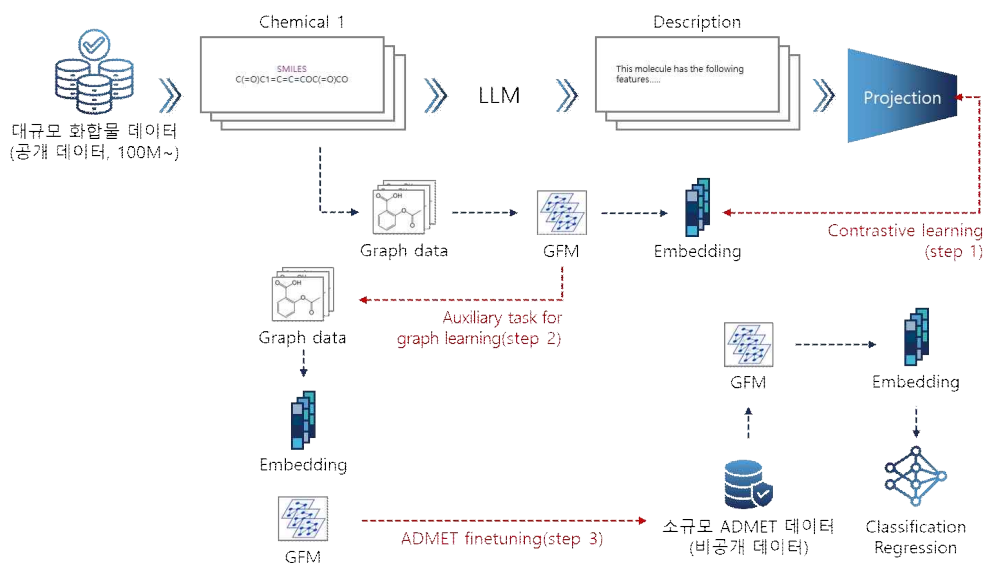 Chemical 1
Description
SMILES
C(=O)C1=C=C=COC(=O)CO
This molecule has the following
features.....
LLM
Projection
대규모 화합물 데이터
(공개 데이터, 100M~)
OH
Graph data
GFM
Embedding
Contrastive learning
(step 1)
OH
Graph data
Auxiliary task for
graph learning(step 2)
GFM
Embedding
Embedding
GFM
ADMET finetuning(step 3)
소규모 ADMET 데이터
(비공개 데이터)
Classification
Regression